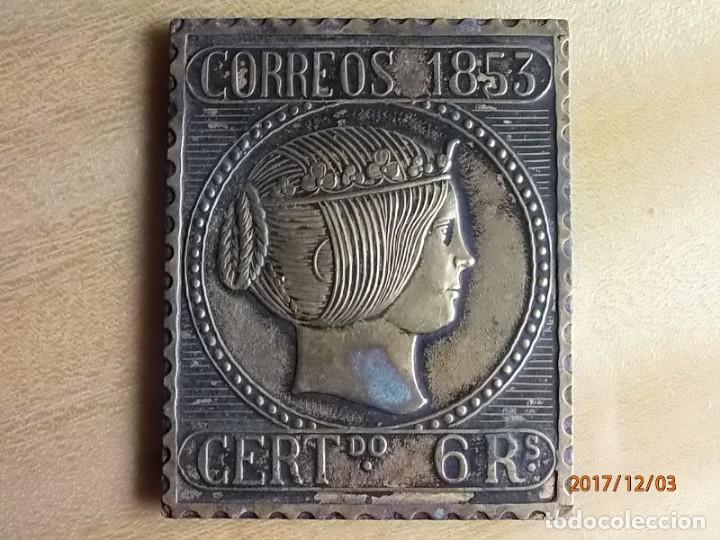 CORREOS 1853
CERTDO. 6 RS.
2017/12/03
todocoleccion